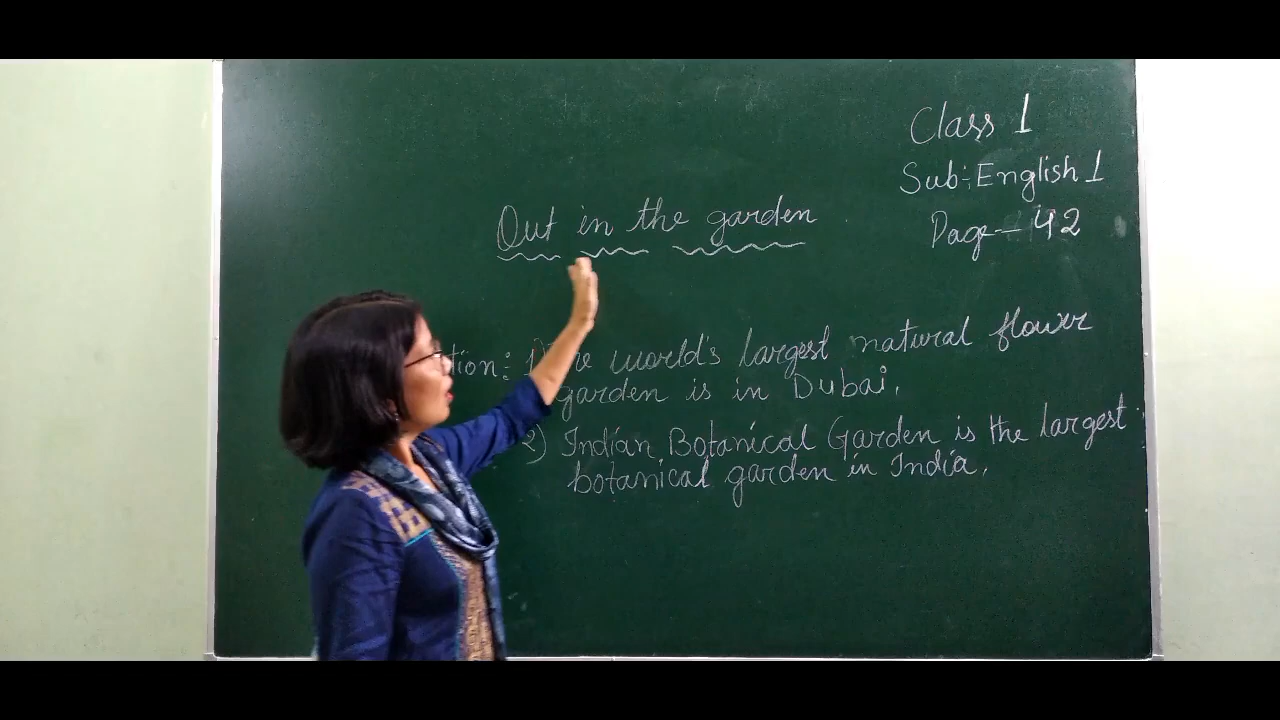 Class 1
Sub:English 1
Page- 42
Out in the garden
tion: 1) The world's largest natural flower
garden is in Dubai.
2) Indian Botanical Garden is the largest
botanical garden in India.